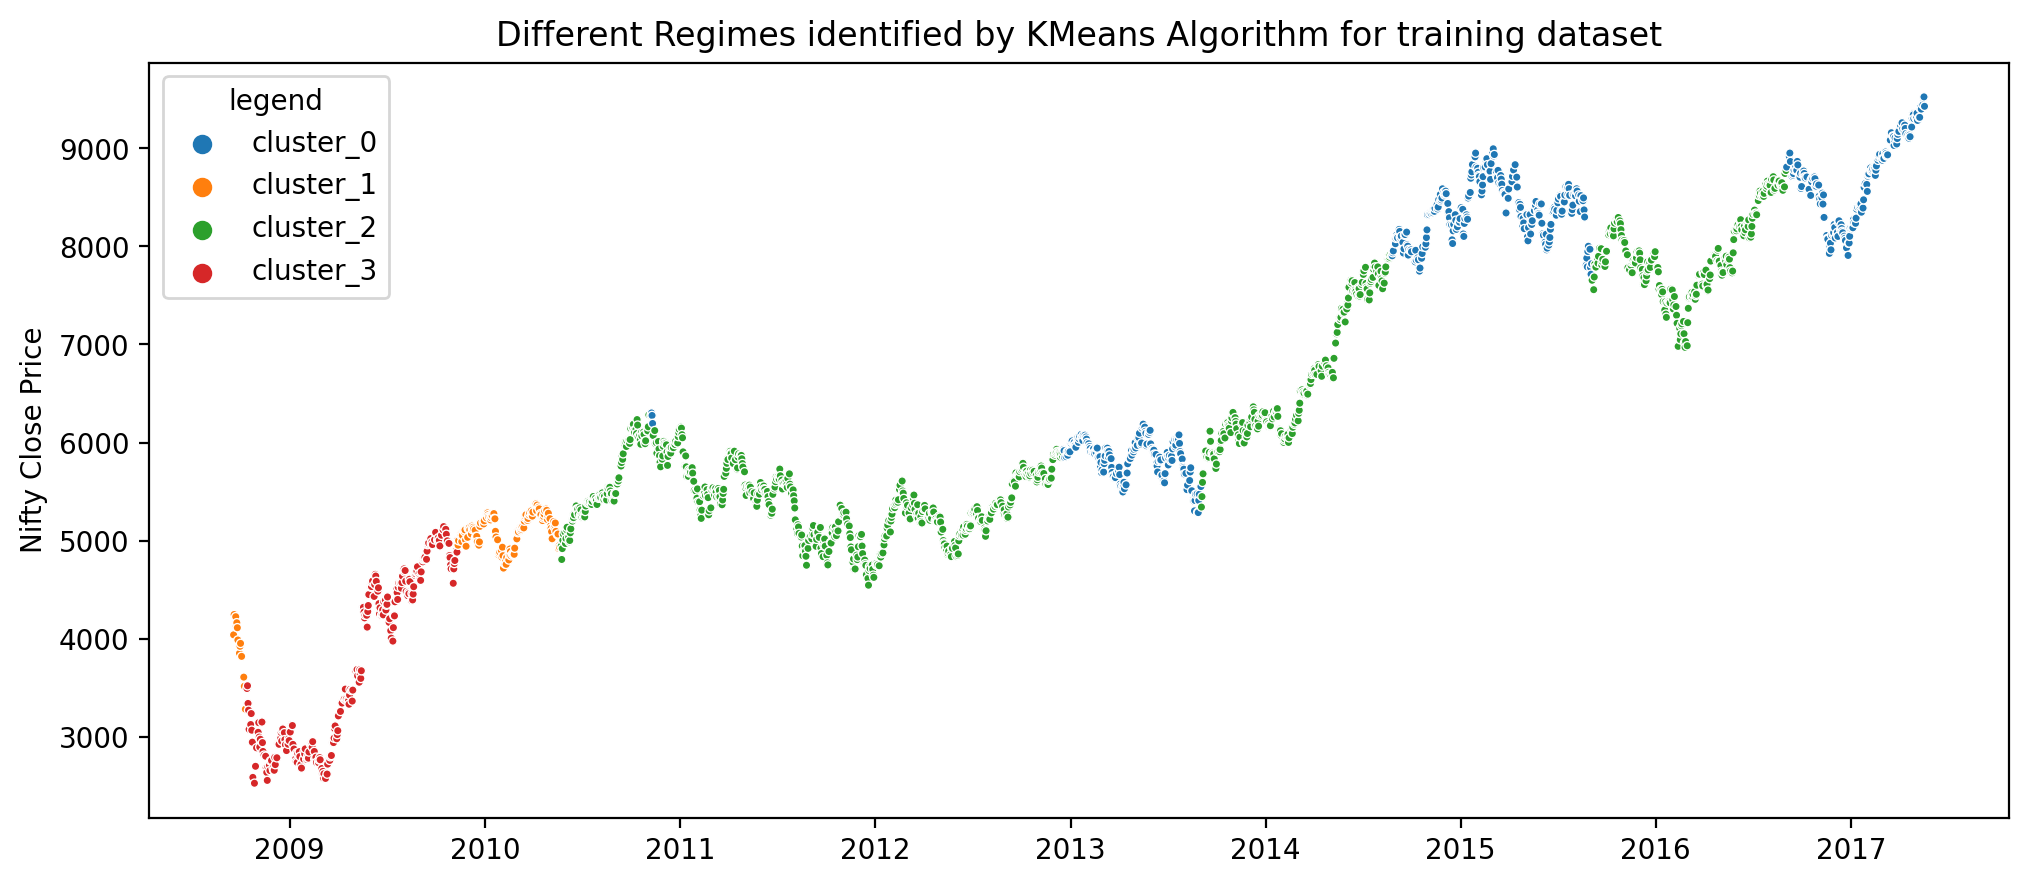 Different Regimes identified by KMeans Algorithm for training dataset
legend
cluster_0
cluster_1
cluster_2
cluster_3
Nifty Close Price
9000
8000
7000
6000
5000
4000
3000
2009 2010 2011 2012 2013 2014 2015 2016 2017